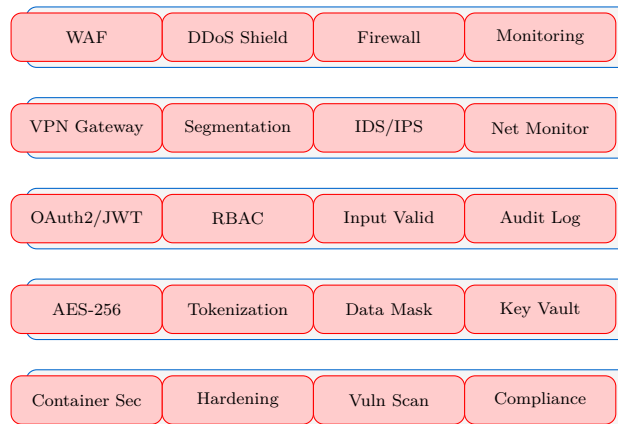 WAF DDoS Shield Firewall Monitoring
VPN Gateway Segmentation IDS/IPS Net Monitor
OAuth2/JWT RBAC Input Valid Audit Log
AES-256 Tokenization Data Mask Key Vault
Container Sec Hardening Vuln Scan Compliance